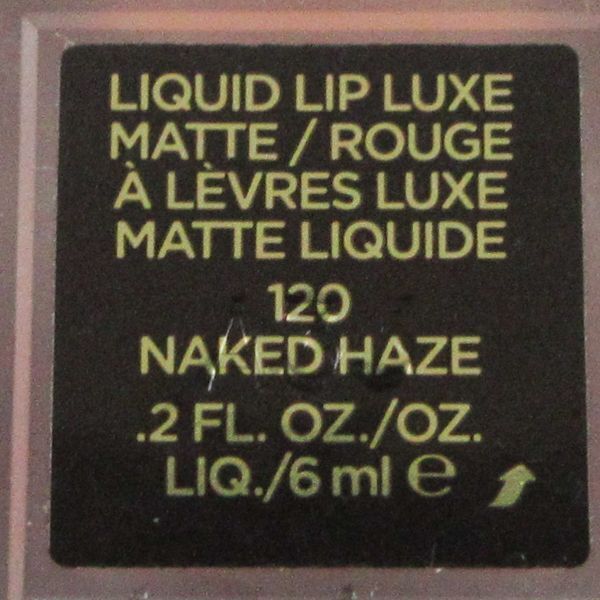 LIQUID LIP LUXE
MATTE / ROUGE
À LÈVRES LUXE
MATTE LIQUIDE
120
NAKED HAZE
.2 FL. OZ./OZ.
LIQ./6 ml ℮